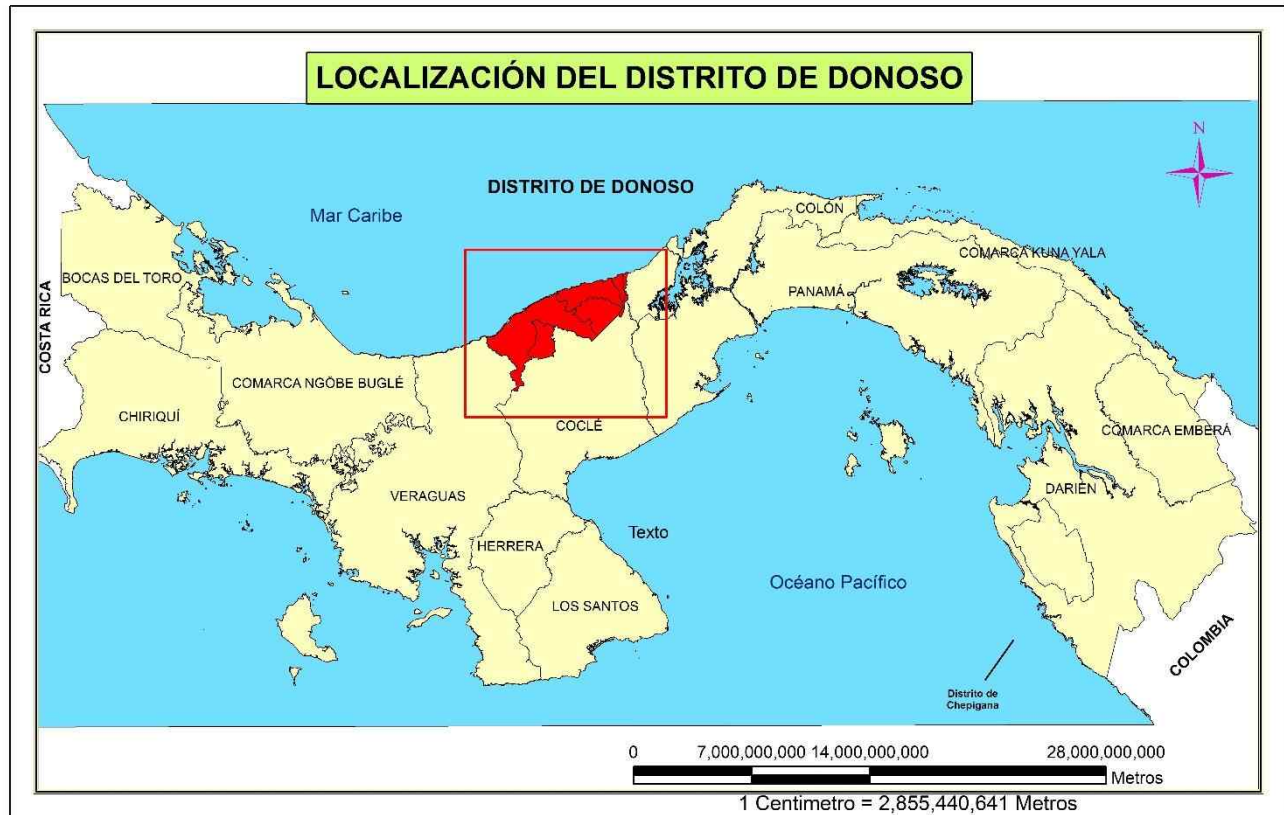 LOCALIZACIÓN DEL DISTRITO DE DONOSO
N
DISTRITO DE DONOSO
Mar Caribe
COLÓN
COMARCA KUNA YALA
BOCAS DEL TORO
PANAMÁ
COSTA RICA
COMARCA NGÖBE BUGLÉ
CHIRIQUÍ
COCLÉ
COMARCA EMBERÁ
VERAGUAS
DARIEN
Texto
HERRERA
Océano Pacífico
LOS SANTOS
COLOMBIA
Distrito de
Chepigana
0 7,000,000,000 14,000,000,000 28,000,000,000
Metros
1 Centimetro = 2,855,440,641 Metros